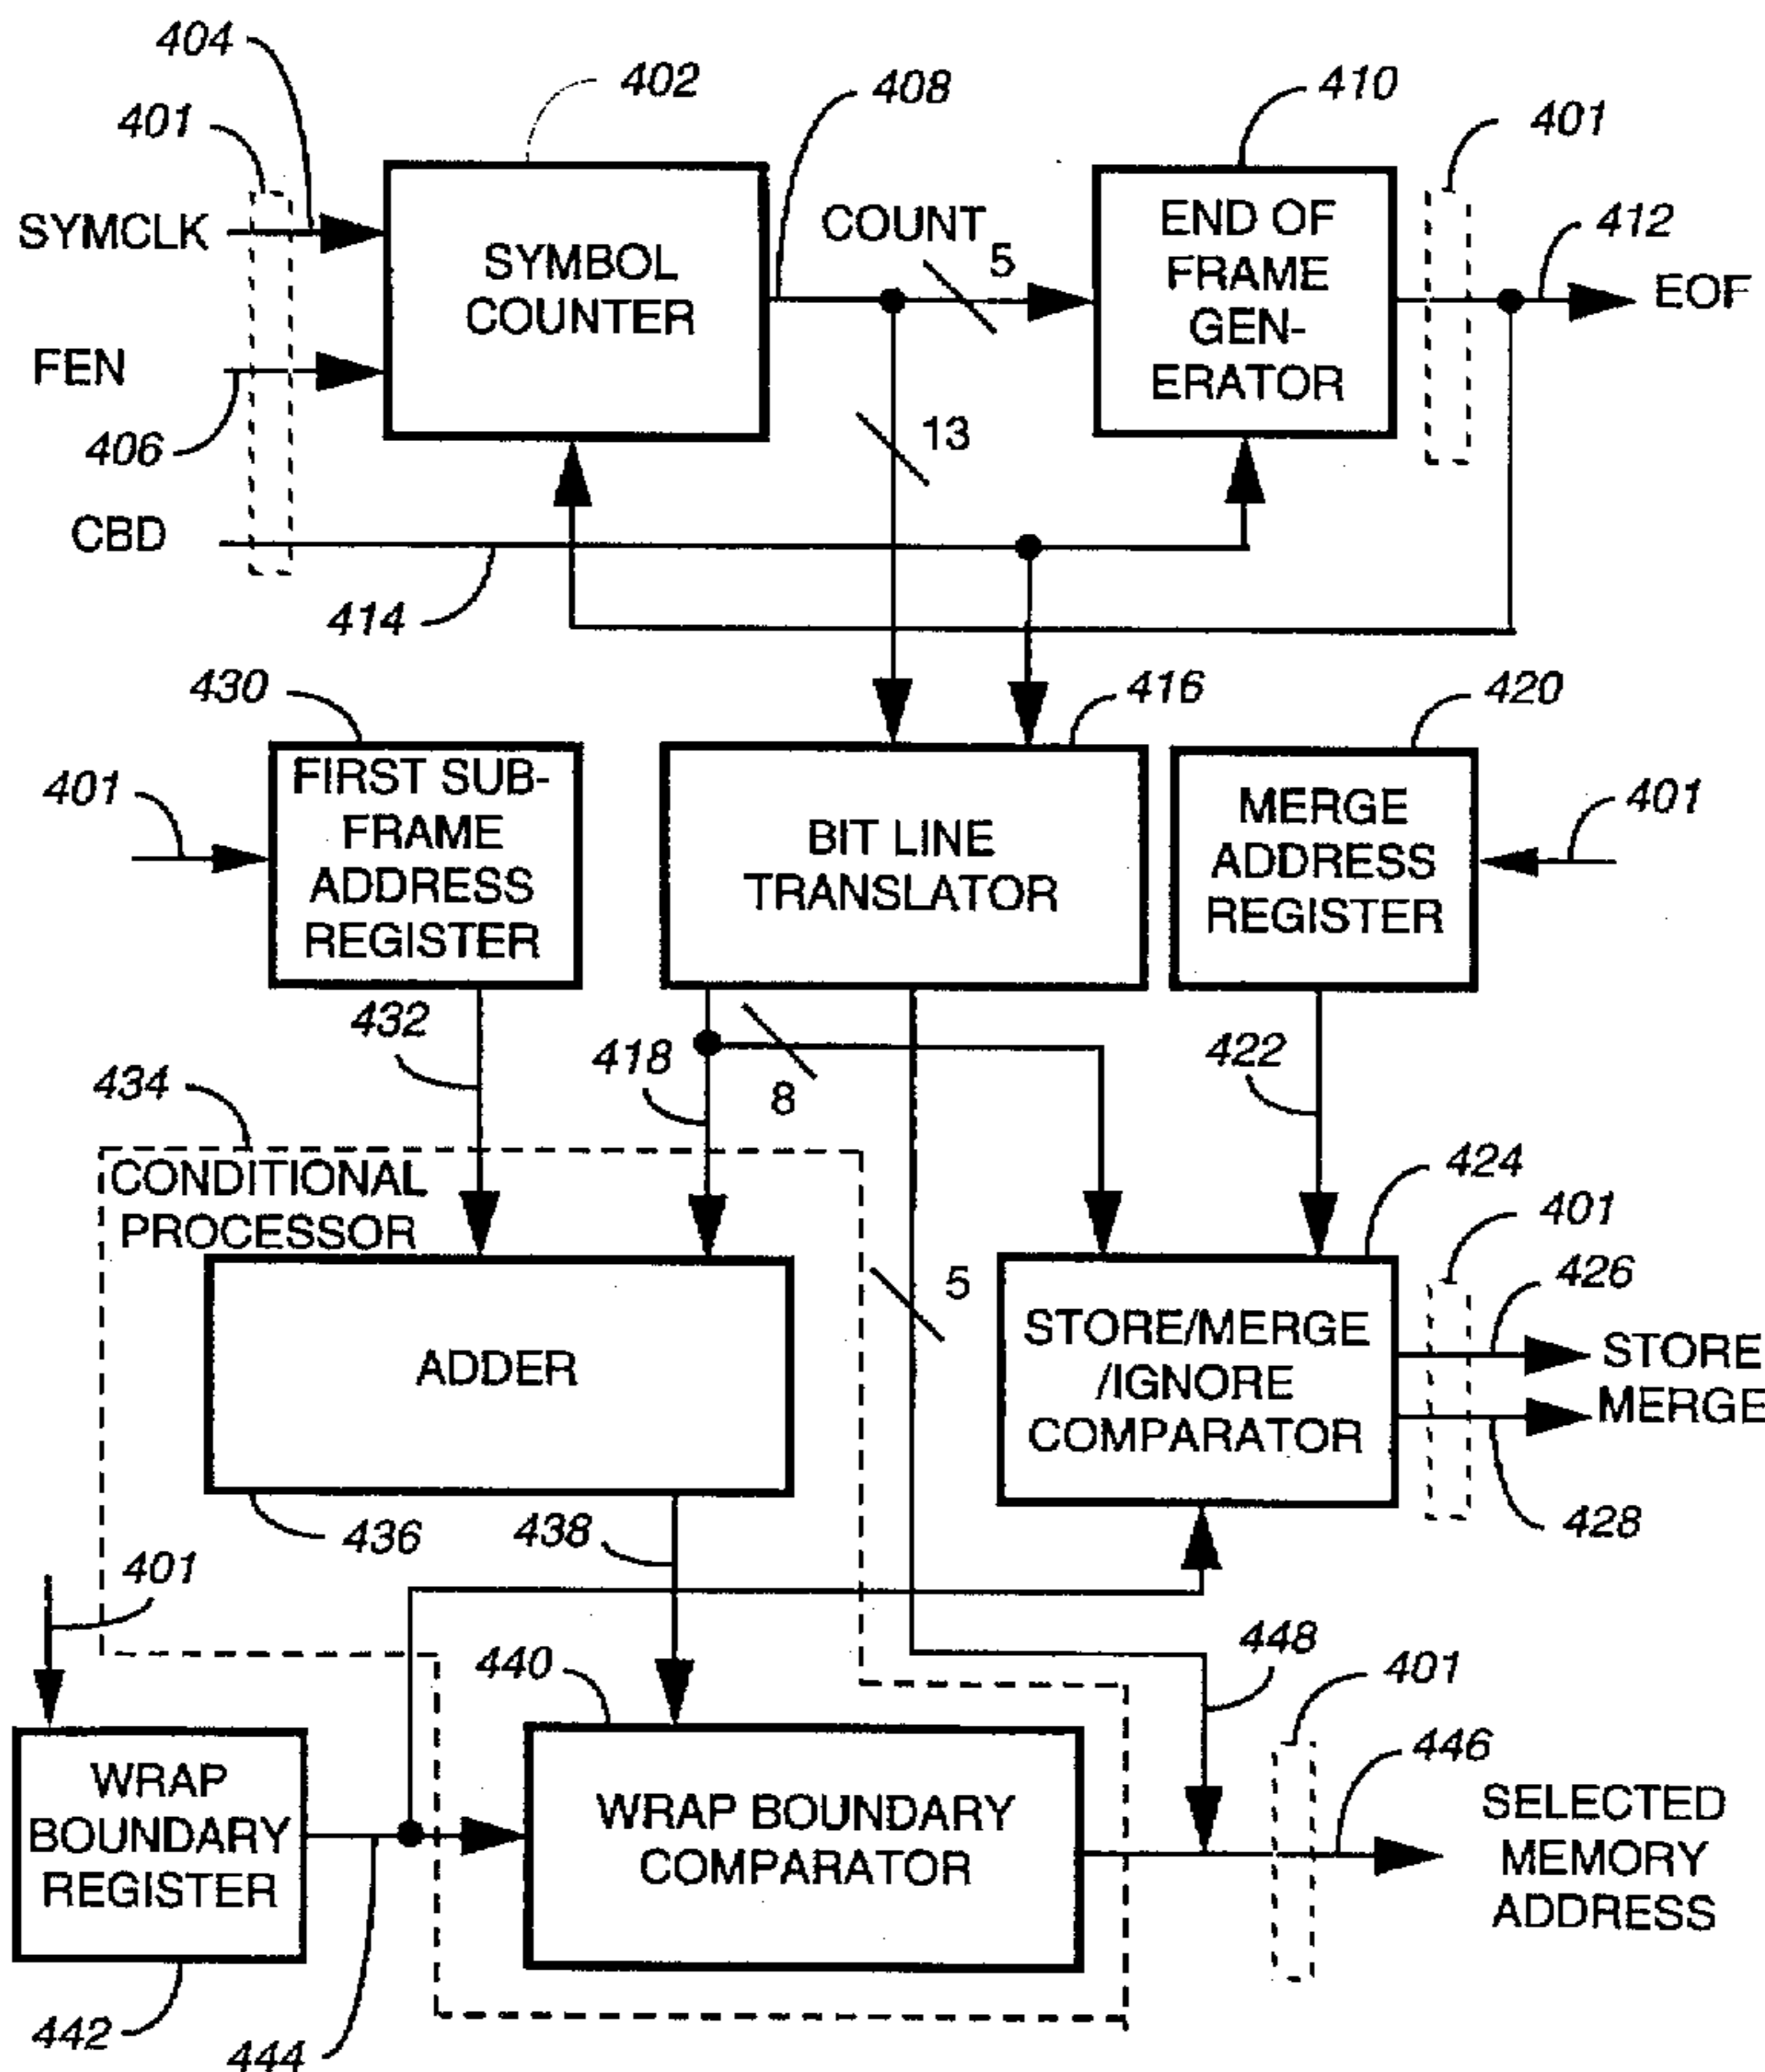 404
402
408
410
401
401
SYMCLK
SYMBOL
COUNTER
COUNT
5
END OF
FRAME
GEN-
ERATOR
412
EOF
FEN
406
13
CBD
414
430
416
420
401
FIRST SUB-
FRAME
ADDRESS
REGISTER
BIT LINE
TRANSLATOR
MERGE
ADDRESS
REGISTER
401
432
418
8
422
434
CONDITIONAL
PROCESSOR
424
401
426
ADDER
5
STORE/MERGE
/IGNORE
COMPARATOR
STORE
MERGE
428
436
438
401
440
448
401
446
WRAP
BOUNDARY
REGISTER
WRAP BOUNDARY
COMPARATOR
SELECTED
MEMORY
ADDRESS
442
444